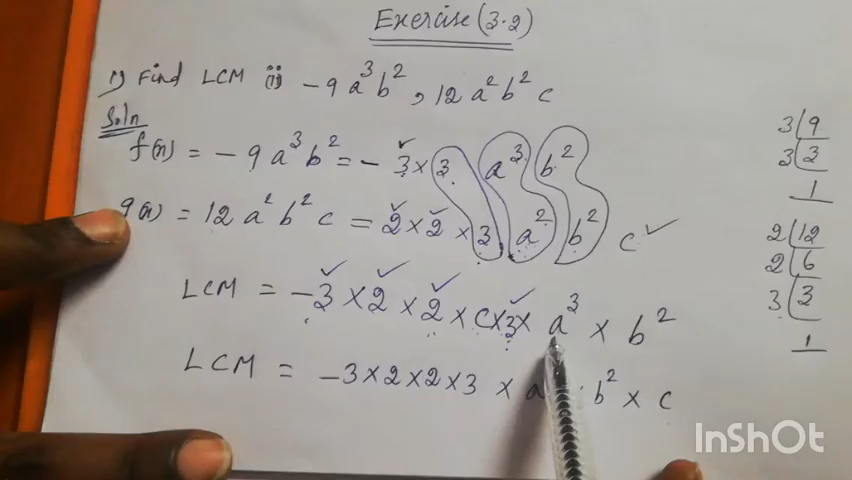 Exercise (3.2)
1) Find LCM (ii) -9a³b², 12a²b²c
Soln
f(x) = -9a³b² = - 3 × 3 a³ b²
g(x) = 12a²b²c = 2 × 2 × 3 a² b² c
LCM = -3 × 2 × 2 × c × 3 × a³ × b²
LCM = -3 × 2 × 2 × 3 × a b² × c
3 9
3 3
1
2 12
2 6
3 3
1
InShOt